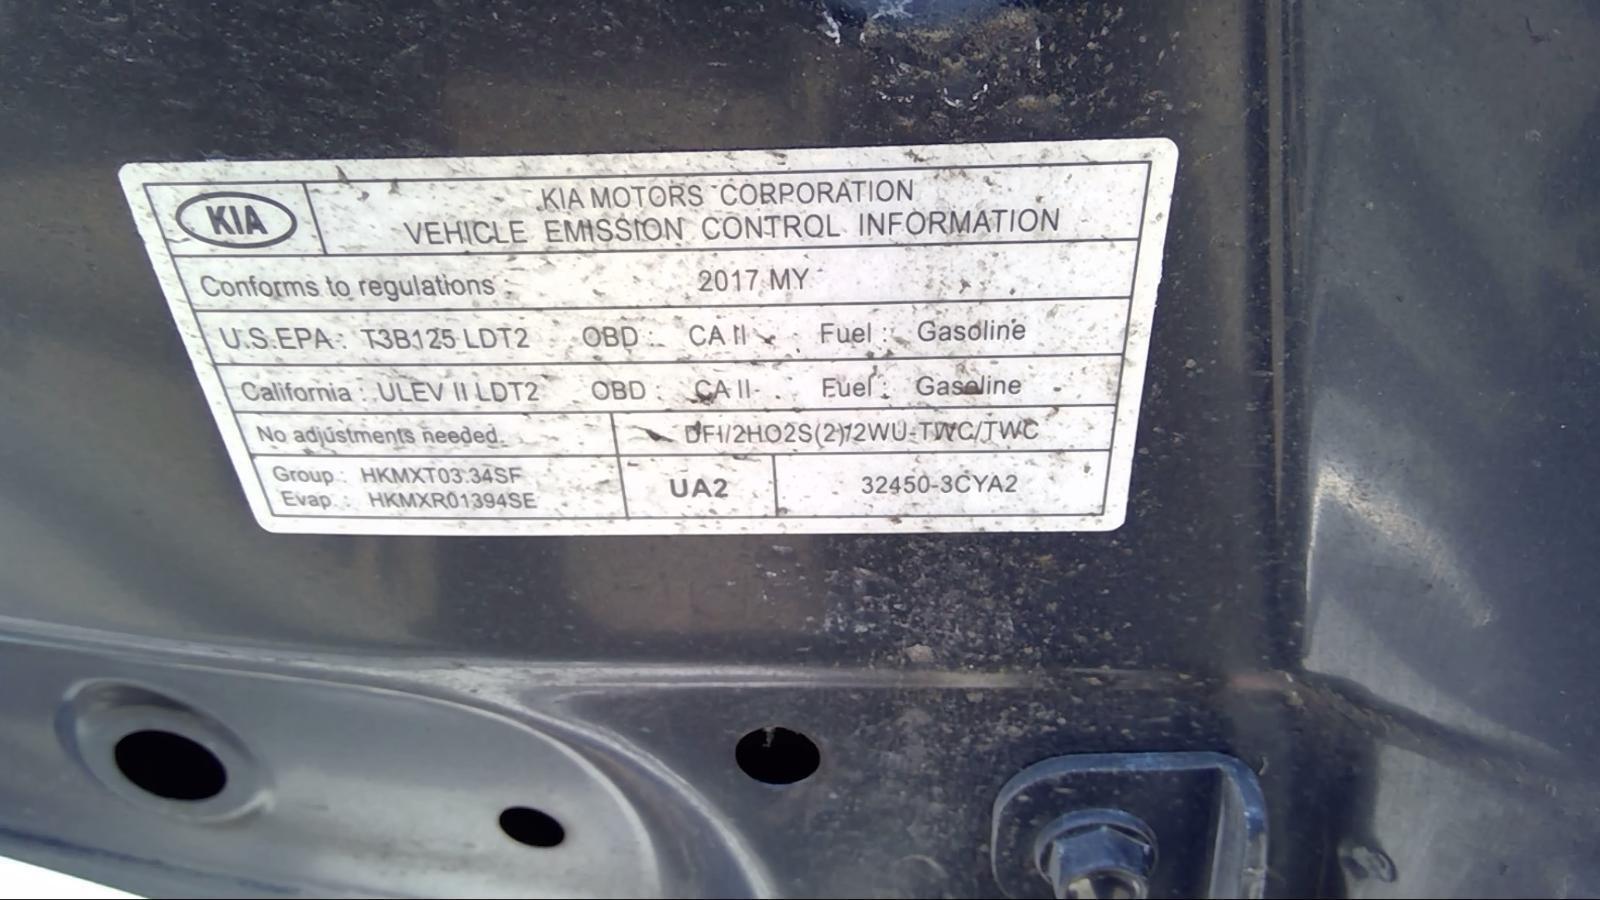 KIA
KIA MOTORS CORPORATION
VEHICLE EMISSION CONTROL INFORMATION
Conforms to regulations : 2017 MY
U.S.EPA : T3B125 LDT2 OBD : CA II Fuel : Gasoline
California : ULEV II LDT2 OBD : CA II Fuel : Gasoline
No adjustments needed. DFI/2HO2S(2)/2WU-TWC/TWC
Group : HKMXT03.34SF
Evap : HKMXR01394SE
UA2
32450-3CYA2